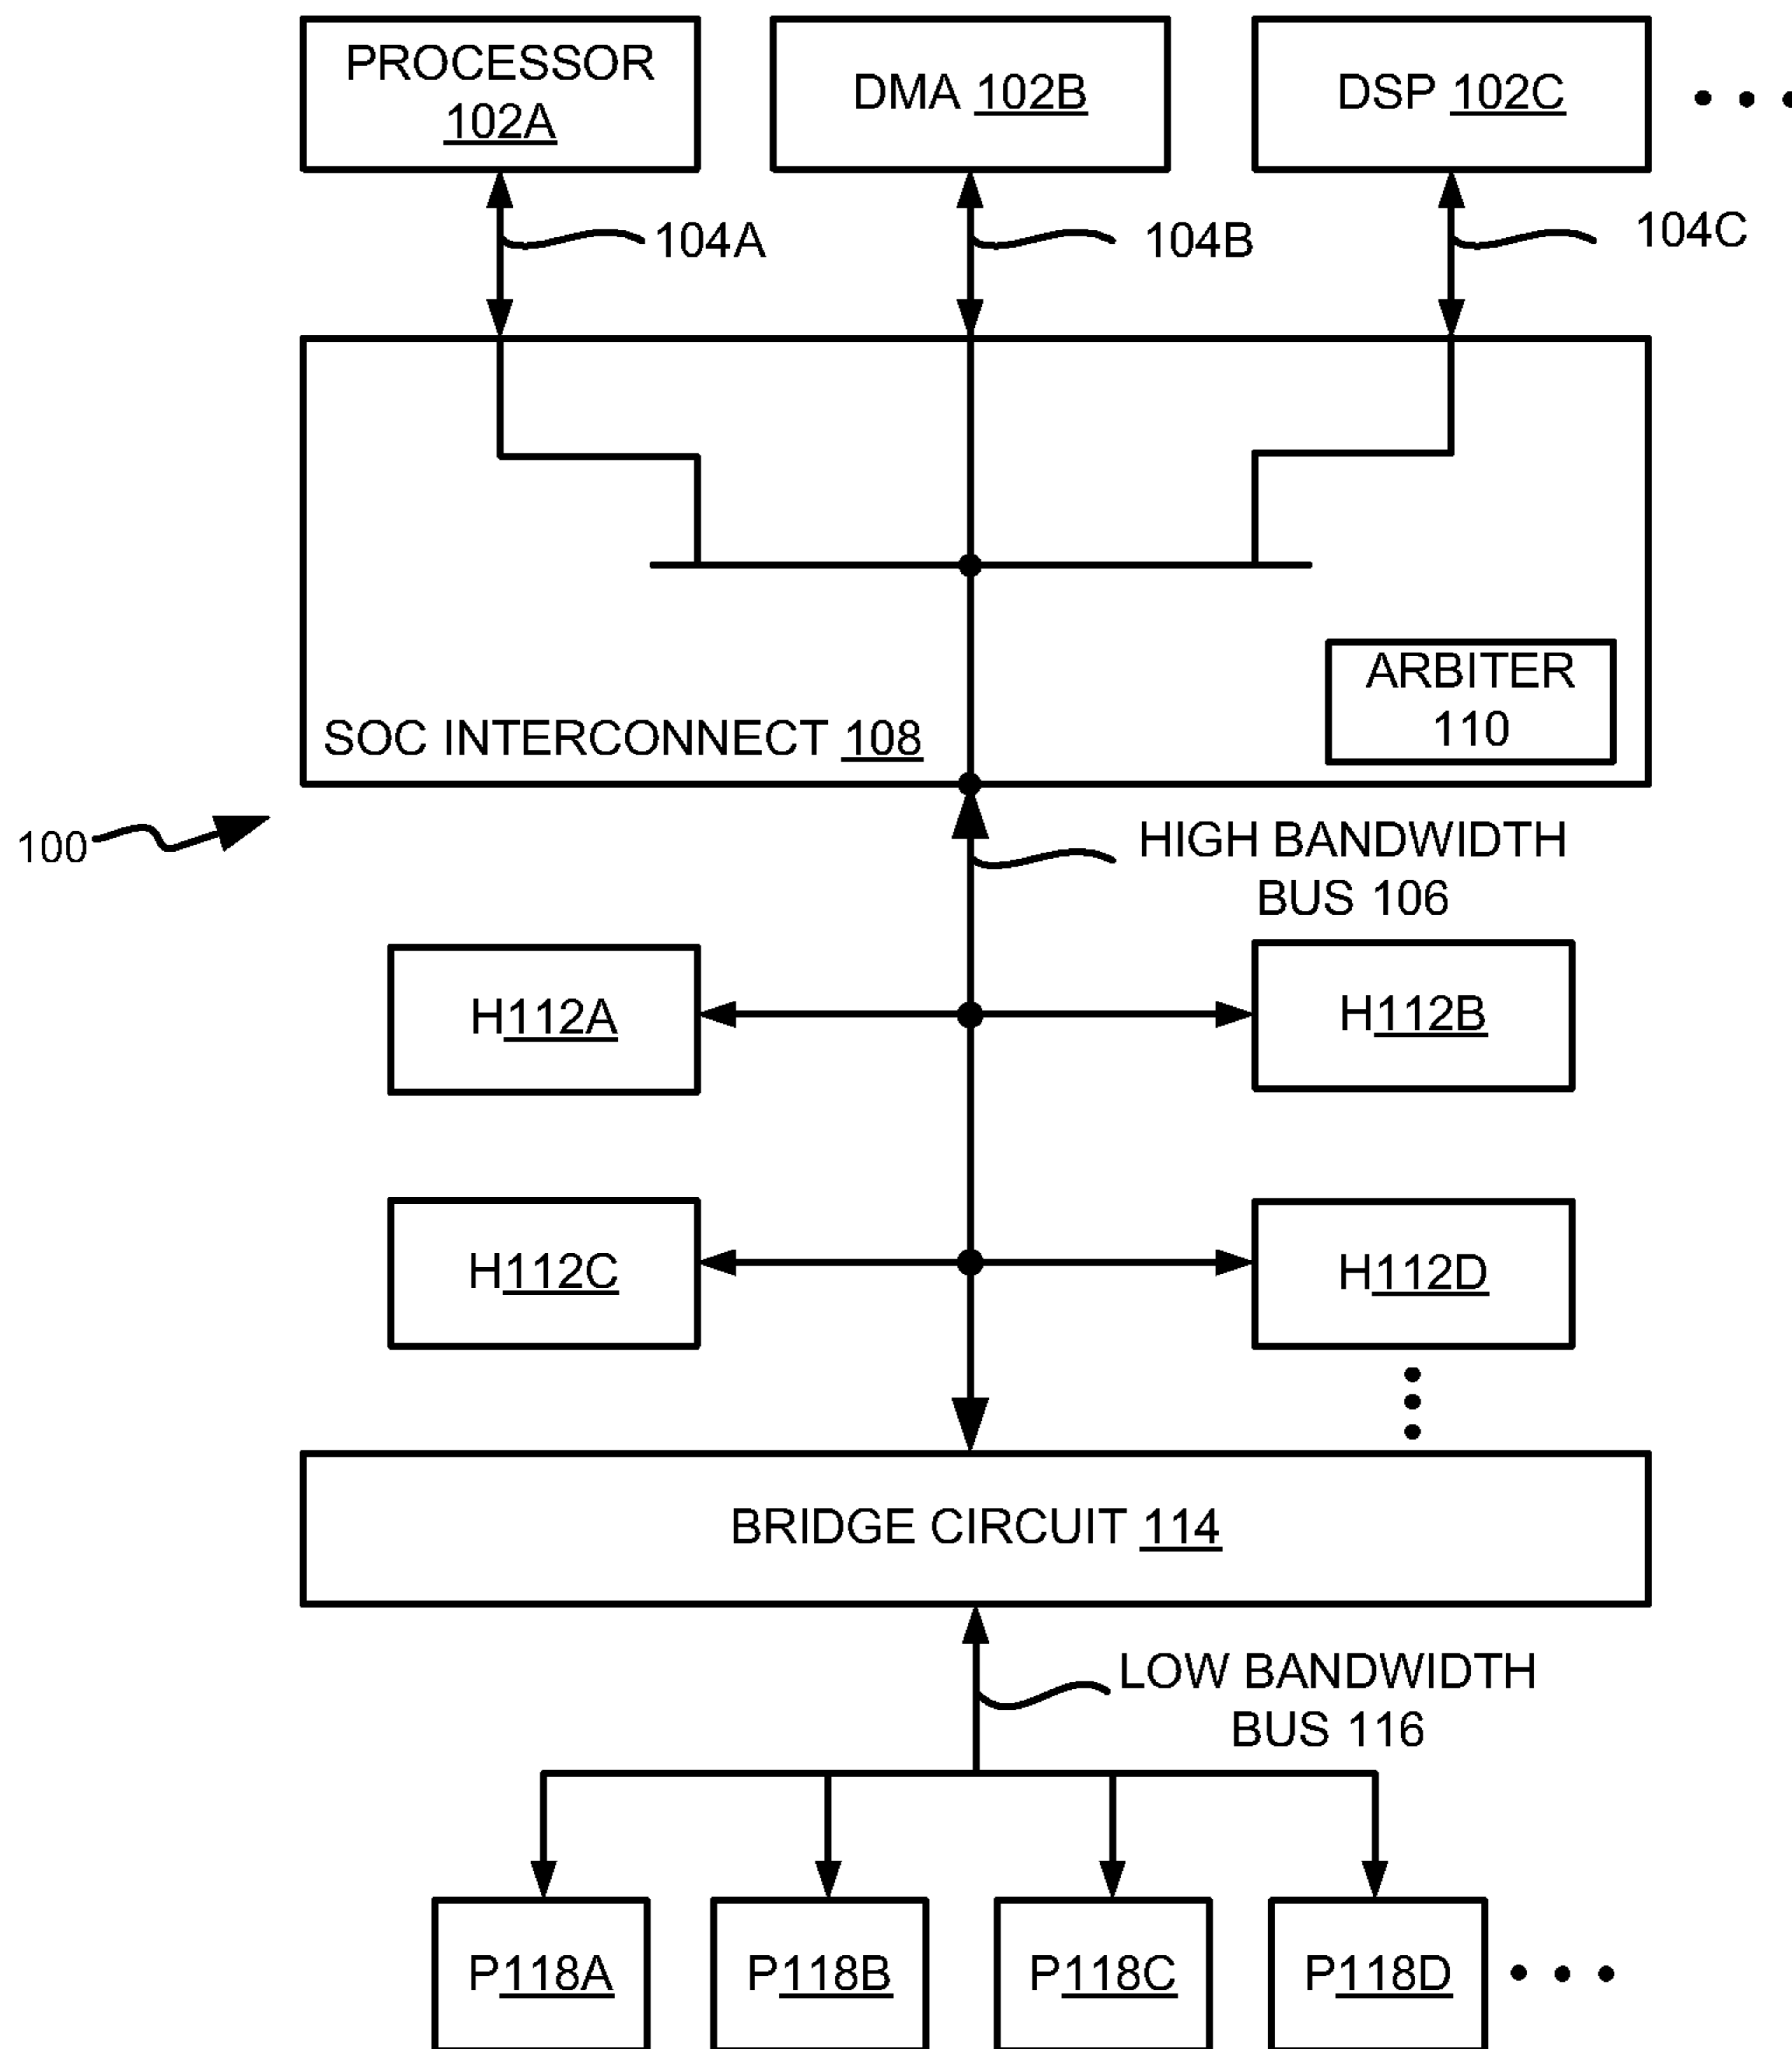 PROCESSOR
102A
DMA 102B
DSP 102C
104A
104B
104C
ARBITER
110
SOC INTERCONNECT 108
100
HIGH BANDWIDTH
BUS 106
H112A
H112B
H112C
H112D
BRIDGE CIRCUIT 114
LOW BANDWIDTH
BUS 116
P118A
P118B
P118C
P118D